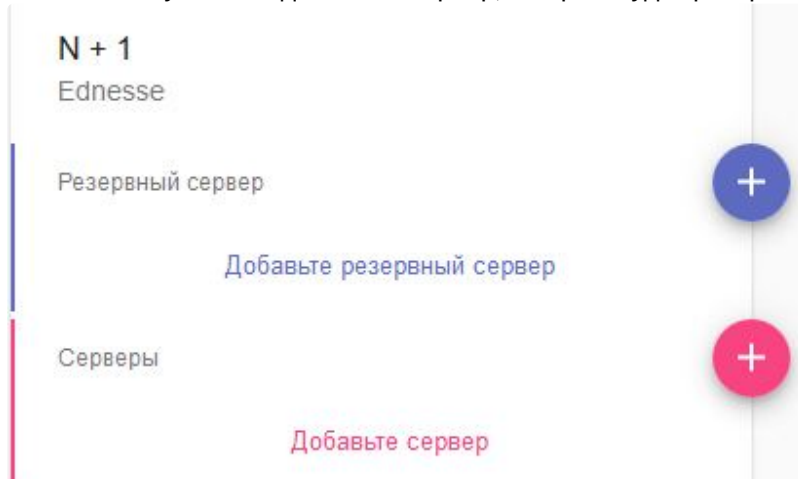 N + 1
Ednesse
Резервный сервер
+
Добавьте резервный сервер
Серверы
+
Добавьте сервер